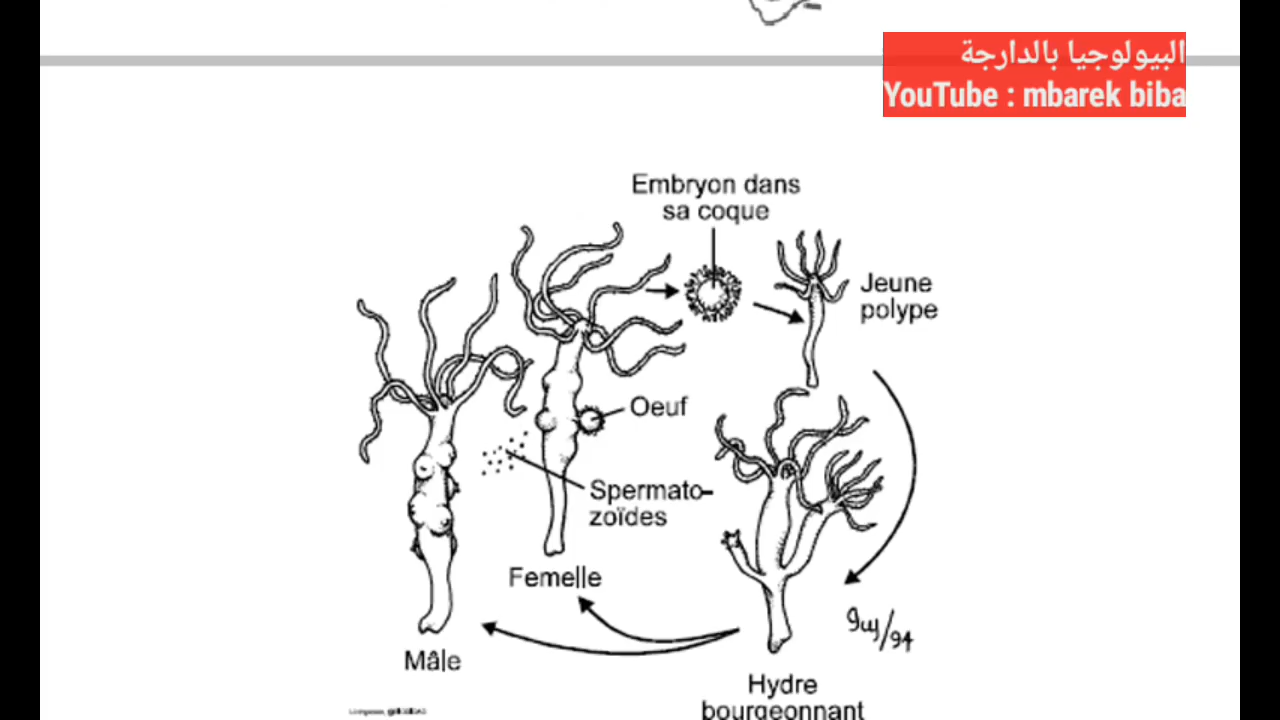 البيولوجيا بالدارجة
YouTube : mbarek biba
Embryon dans
sa coque
Jeune
polype
Oeuf
Spermato-
zoïdes
Femelle
Mâle
Hydre
bourgeonnant